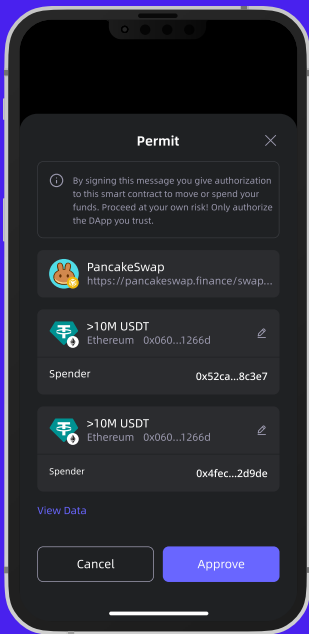 Permit
By signing this message you give authorization
to this smart contract to move or spend your
funds. Proceed at your own risk! Only authorize
the DApp you trust.
PancakeSwap
https://pancakeswap.finance/swap...
>10M USDT
Ethereum 0x060...1266d
Spender 0x52ca...8c3e7
>10M USDT
Ethereum 0x060...1266d
Spender 0x4fec...2d9de
View Data
Cancel Approve